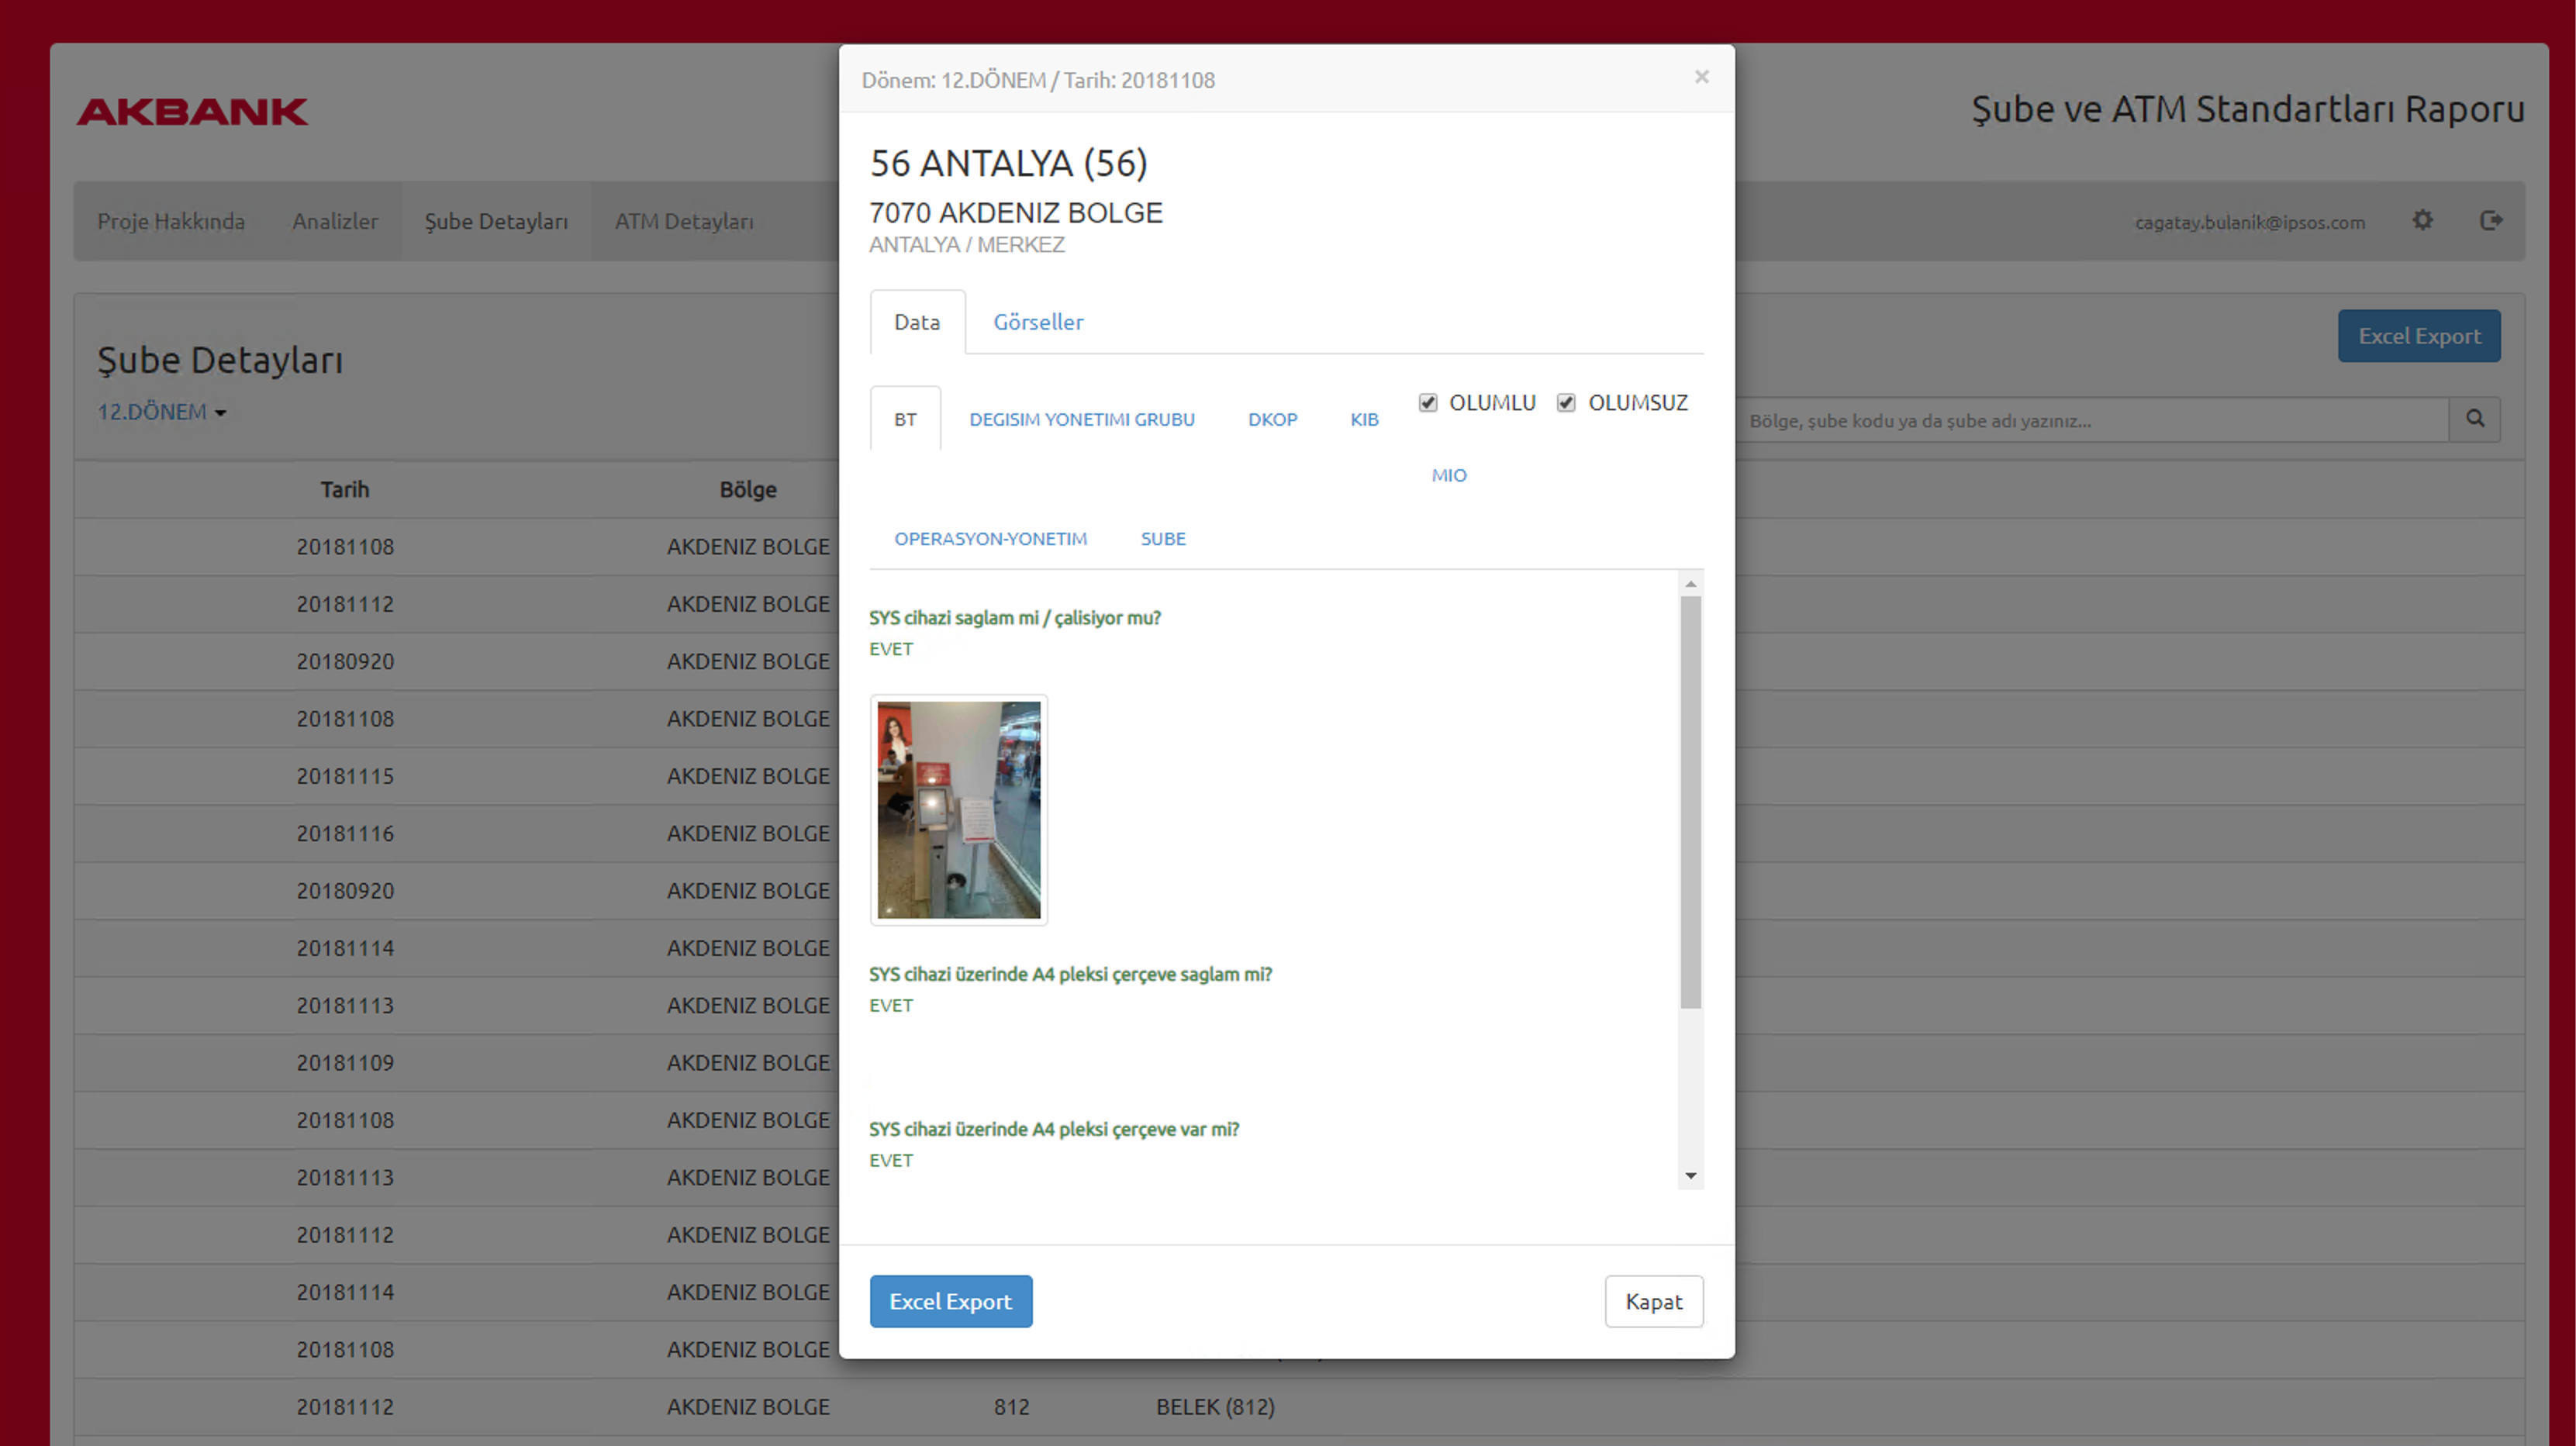 AKBANK
Şube ve ATM Standartları Raporu
Proje Hakkında
Analizler
Şube Detayları
ATM Detayları
cagatay.bulanik@ipsos.com
Şube Detayları
12.DÖNEM
Excel Export
Bölge, şube kodu ya da şube adı yazınız...
Tarih Bölge
20181108 AKDENIZ BOLGE
20181112 AKDENIZ BOLGE
20180920 AKDENIZ BOLGE
20181108 AKDENIZ BOLGE
20181115 AKDENIZ BOLGE
20181116 AKDENIZ BOLGE
20180920 AKDENIZ BOLGE
20181114 AKDENIZ BOLGE
20181113 AKDENIZ BOLGE
20181109 AKDENIZ BOLGE
20181108 AKDENIZ BOLGE
20181113 AKDENIZ BOLGE
20181112 AKDENIZ BOLGE
20181114 AKDENIZ BOLGE
20181108 AKDENIZ BOLGE
20181112 AKDENIZ BOLGE 812 BELEK (812)
Dönem: 12.DÖNEM / Tarih: 20181108
×
56 ANTALYA (56)
7070 AKDENIZ BOLGE
ANTALYA / MERKEZ
Data Görseller
BT DEGISIM YONETIMI GRUBU DKOP KIB OLUMLU OLUMSUZ
MIO
OPERASYON-YONETIM SUBE
SYS cihazi saglam mi / çalisiyor mu?
EVET
SYS cihazi üzerinde A4 pleksi çerçeve saglam mi?
EVET
SYS cihazi üzerinde A4 pleksi çerçeve var mi?
EVET
Excel Export Kapat